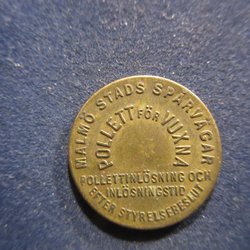 MALMÖ STADS SPÅRVÄGAR
POLLETT FÖR VUXNA
POLLETTINLÖSNING OCH
INLÖSNINGSTID
EFTER STYRELSEBESLUT